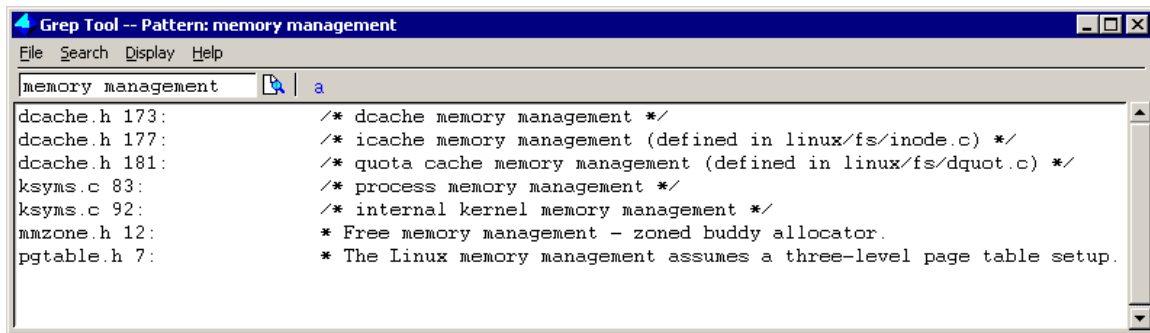 Grep Tool -- Pattern: memory management
File Search Display Help
memory management a
dcache.h 173: /* dcache memory management */
dcache.h 177: /* icache memory management (defined in linux/fs/inode.c) */
dcache.h 181: /* quota cache memory management (defined in linux/fs/dquot.c) */
ksyms.c 83: /* process memory management */
ksyms.c 92: /* internal kernel memory management */
mmzone.h 12: * Free memory management - zoned buddy allocator.
pgtable.h 7: * The Linux memory management assumes a three-level page table setup.